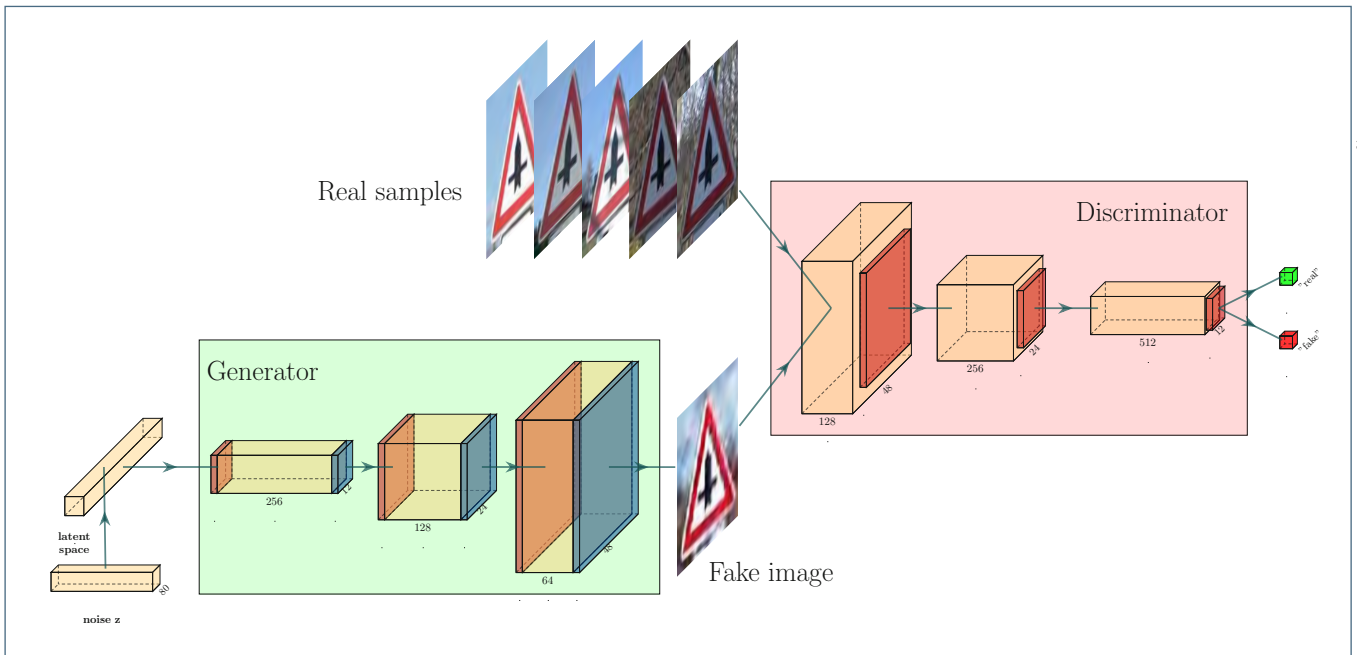 Real samples
Discriminator
128
48
256
24
512
12
"real"
"fake"
Generator
256
12
128
24
64
48
latent
space
80
noise z
Fake image